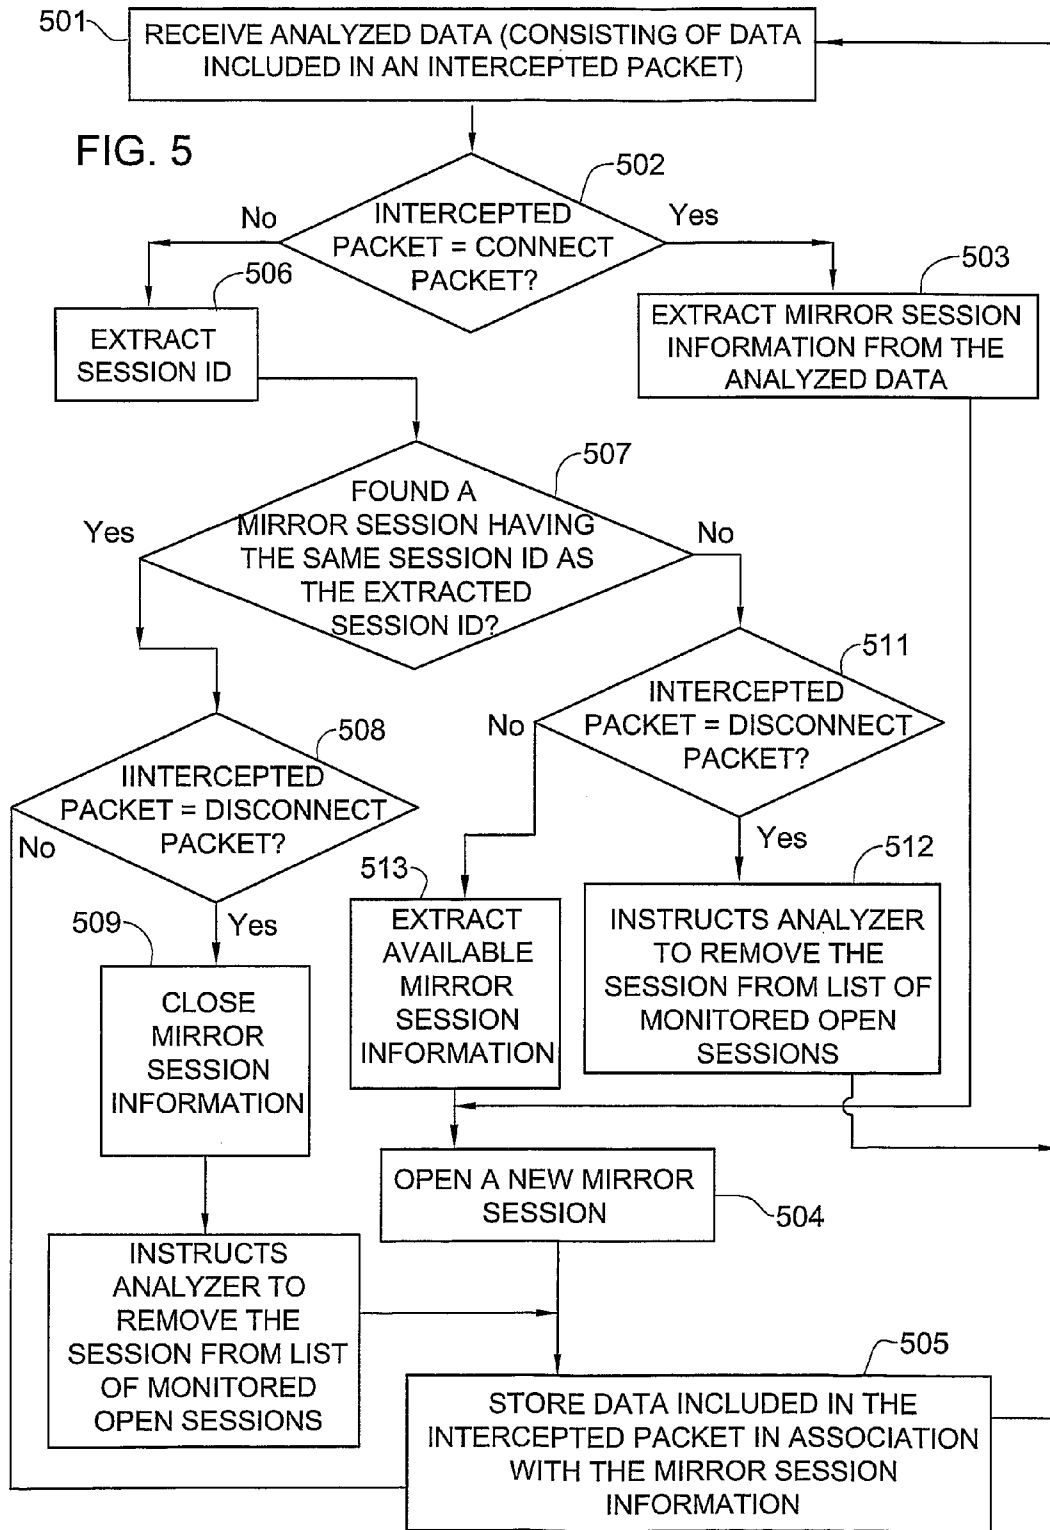 501
RECEIVE ANALYZED DATA (CONSISTING OF DATA
INCLUDED IN AN INTERCEPTED PACKET)
FIG. 5
502
INTERCEPTED
PACKET = CONNECT
PACKET?
No
Yes
506
EXTRACT
SESSION ID
503
EXTRACT MIRROR SESSION
INFORMATION FROM THE
ANALYZED DATA
507
FOUND A
MIRROR SESSION HAVING
THE SAME SESSION ID AS
THE EXTRACTED
SESSION ID?
Yes
No
511
INTERCEPTED
PACKET = DISCONNECT
PACKET?
No
Yes
508
IINTERCEPTED
PACKET = DISCONNECT
PACKET?
No
Yes
513
EXTRACT
AVAILABLE
MIRROR
SESSION
INFORMATION
512
INSTRUCTS ANALYZER
TO REMOVE THE
SESSION FROM LIST OF
MONITORED OPEN
SESSIONS
509
CLOSE
MIRROR
SESSION
INFORMATION
OPEN A NEW MIRROR
SESSION
504
INSTRUCTS
ANALYZER TO
REMOVE THE
SESSION FROM LIST
OF MONITORED
OPEN SESSIONS
505
STORE DATA INCLUDED IN THE
INTERCEPTED PACKET IN ASSOCIATION
WITH THE MIRROR SESSION
INFORMATION